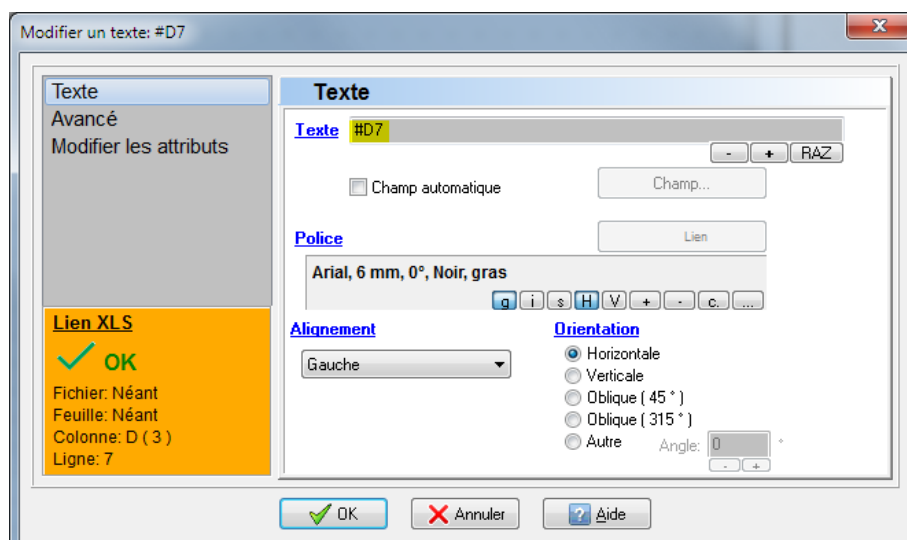 Modifier un texte: #D7
Texte
Avancé
Modifier les attributs
Texte
Texte #D7
- + RAZ
Champ automatique Champ...
Police Lien
Arial, 6 mm, 0°, Noir, gras
g i s H V + - c. ...
Lien XLS
OK
Fichier: Néant
Feuille: Néant
Colonne: D ( 3 )
Ligne: 7
Alignement
Gauche
Orientation
Horizontale
Verticale
Oblique ( 45 ° )
Oblique ( 315 ° )
Autre Angle: 0 °
- +
OK Annuler ? Aide